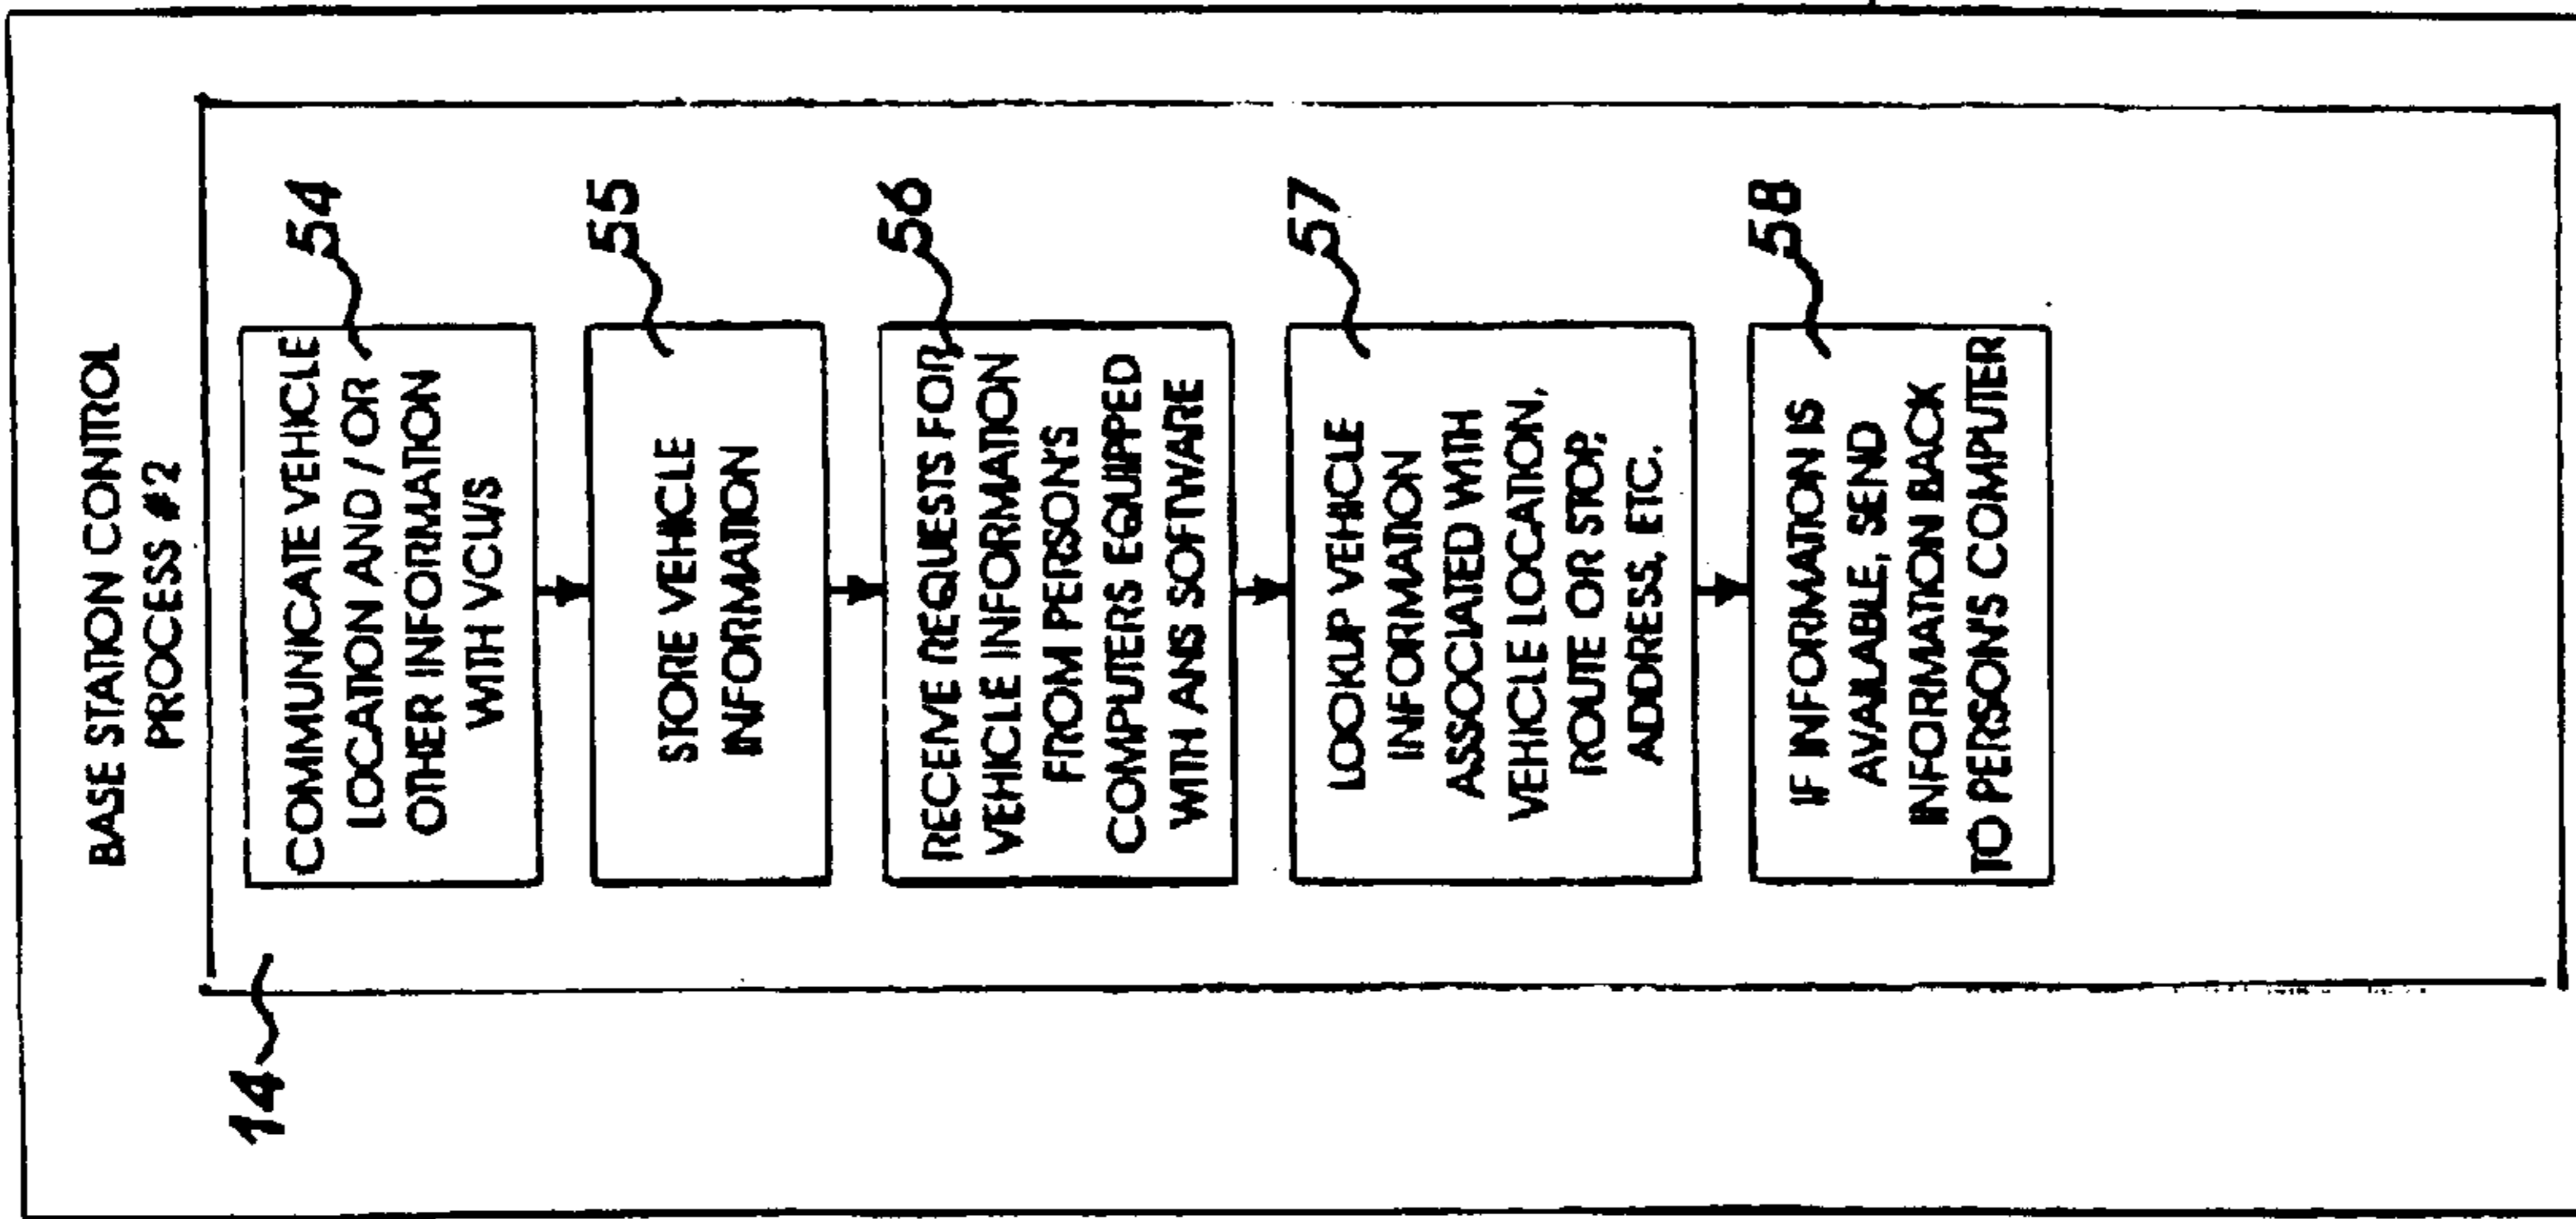 BASE STATION CONTROL
PROCESS #2
14
COMMUNICATE VEHICLE
LOCATION AND / OR
OTHER INFORMATION
WITH VCU/S
54
STORE VEHICLE
INFORMATION
55
RECEIVE REQUESTS FOR
VEHICLE INFORMATION
FROM PERSON'S
COMPUTERS EQUIPPED
WITH ANS SOFTWARE
56
LOOKUP VEHICLE
INFORMATION
ASSOCIATED WITH
VEHICLE LOCATION,
ROUTE OR STOP,
ADDRESS, ETC.
57
IF INFORMATION IS
AVAILABLE, SEND
INFORMATION BACK
TO PERSON'S COMPUTER
58